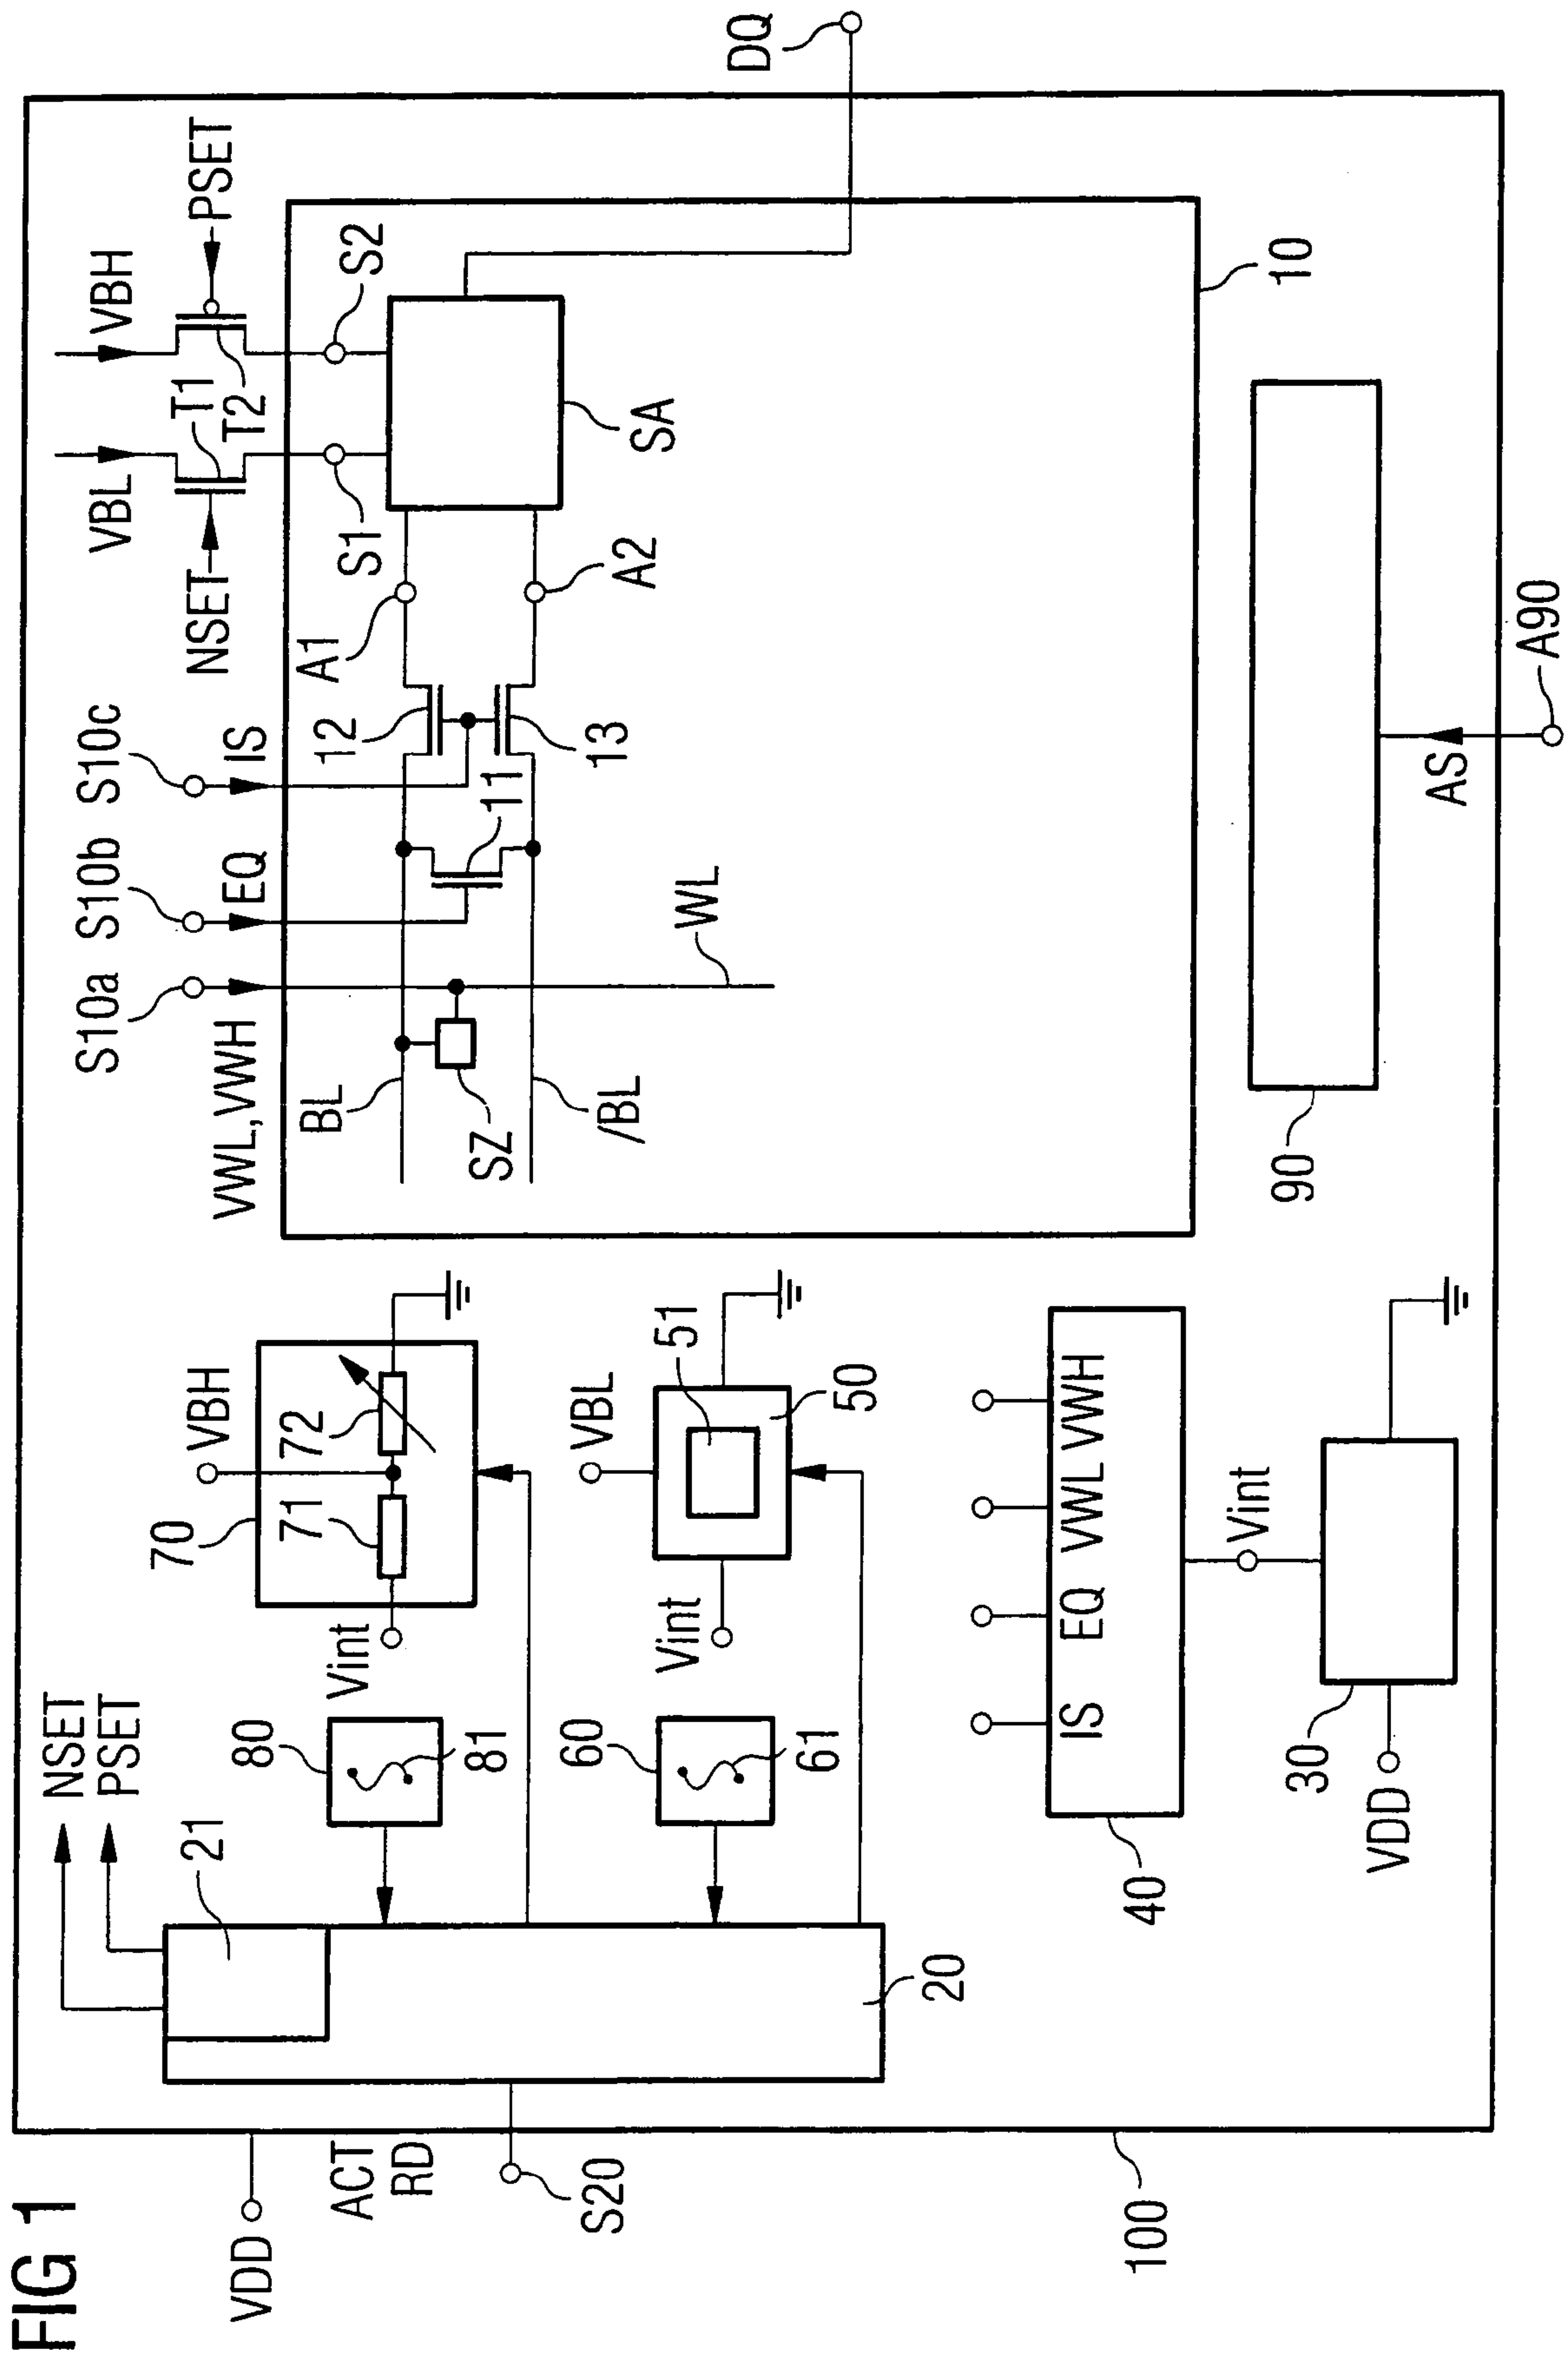 FIG 1
VDD
ACT
RD
S20
100
NSET
PSET
21
20
80
81
60
61
70
VBH
71
72
Vint
VBL
51
50
Vint
IS
EQ
VWL
VWH
40
Vint
30
VDD
S10a
S10b
S10c
VWL,VWH
EQ
IS
BL
/BL
SZ
WL
11
12
13
A1
A2
S1
S2
SA
NSET
VBL
T1
T2
VBH
PSET
DQ
10
90
AS
A90